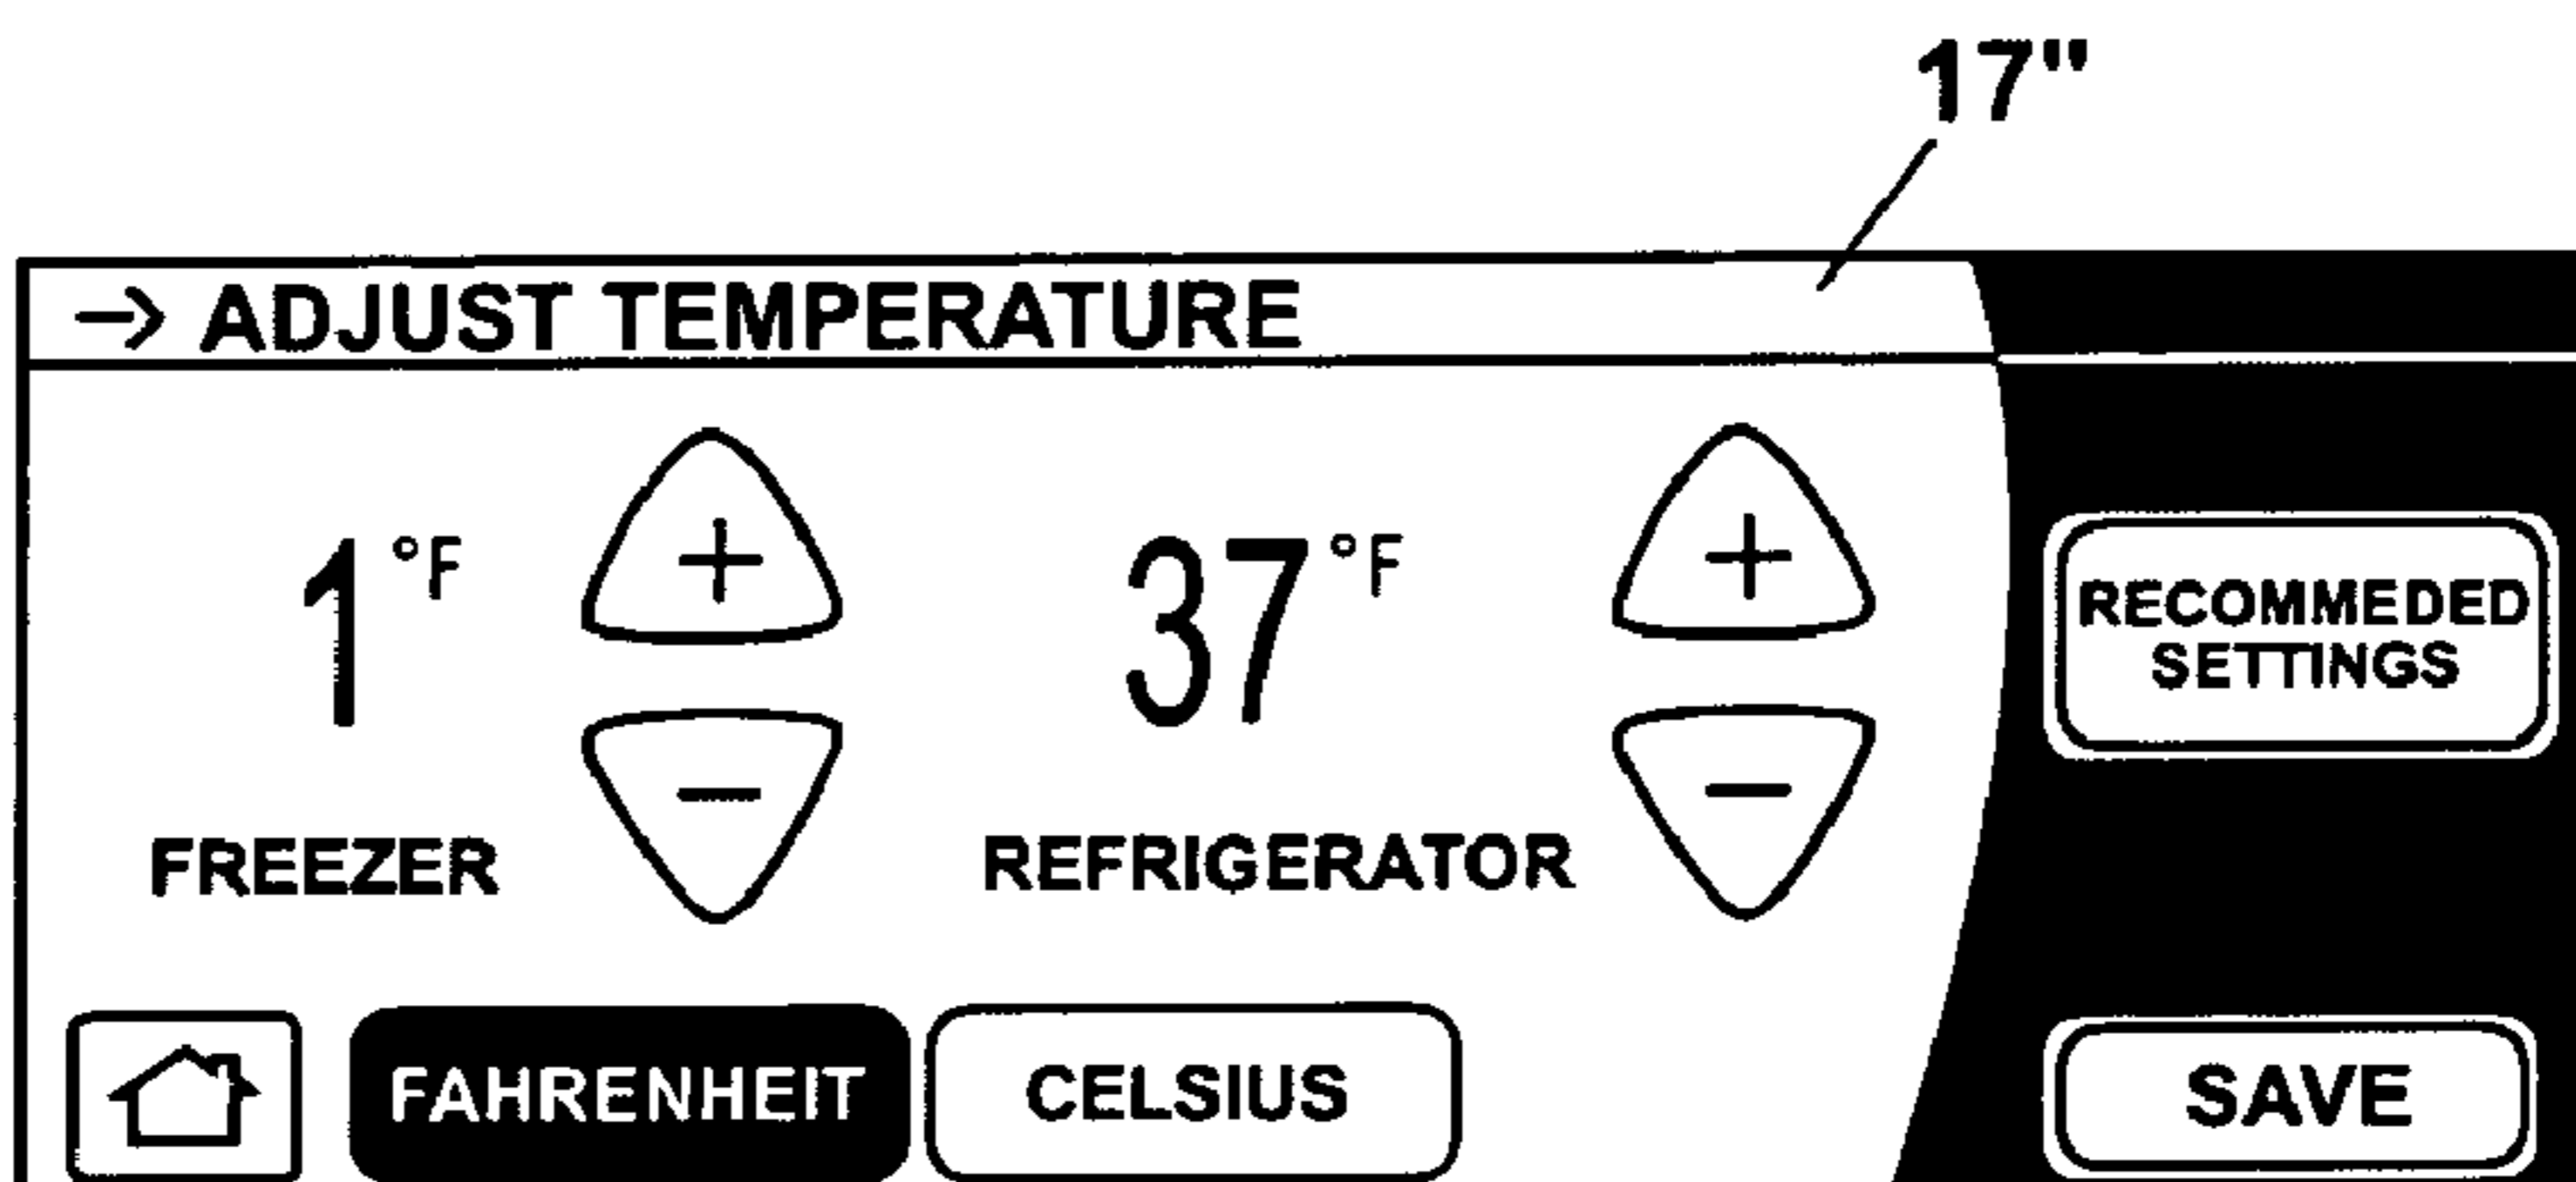 17"
→ ADJUST TEMPERATURE
1 °F
+
37 °F
+
RECOMMEDED
SETTINGS
−
−
FREEZER
REFRIGERATOR
FAHRENHEIT
CELSIUS
SAVE